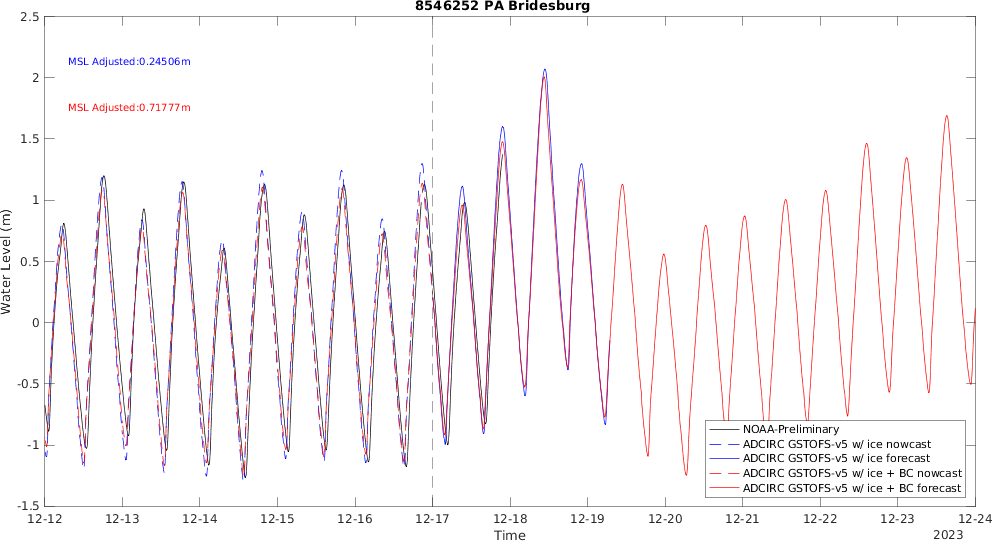 8546252 PA Bridesburg
2.5
MSL Adjusted:0.24506m
2
MSL Adjusted:0.71777m
1.5
1
0.5
0
-0.5
-1
-1.5
Water Level (m)
NOAA-Preliminary
ADCIRC GSTOFS-v5 w/ ice nowcast
ADCIRC GSTOFS-v5 w/ ice forecast
ADCIRC GSTOFS-v5 w/ ice + BC nowcast
ADCIRC GSTOFS-v5 w/ ice + BC forecast
12-12 12-13 12-14 12-15 12-16 12-17 12-18 12-19 12-20 12-21 12-22 12-23 12-24
Time
2023